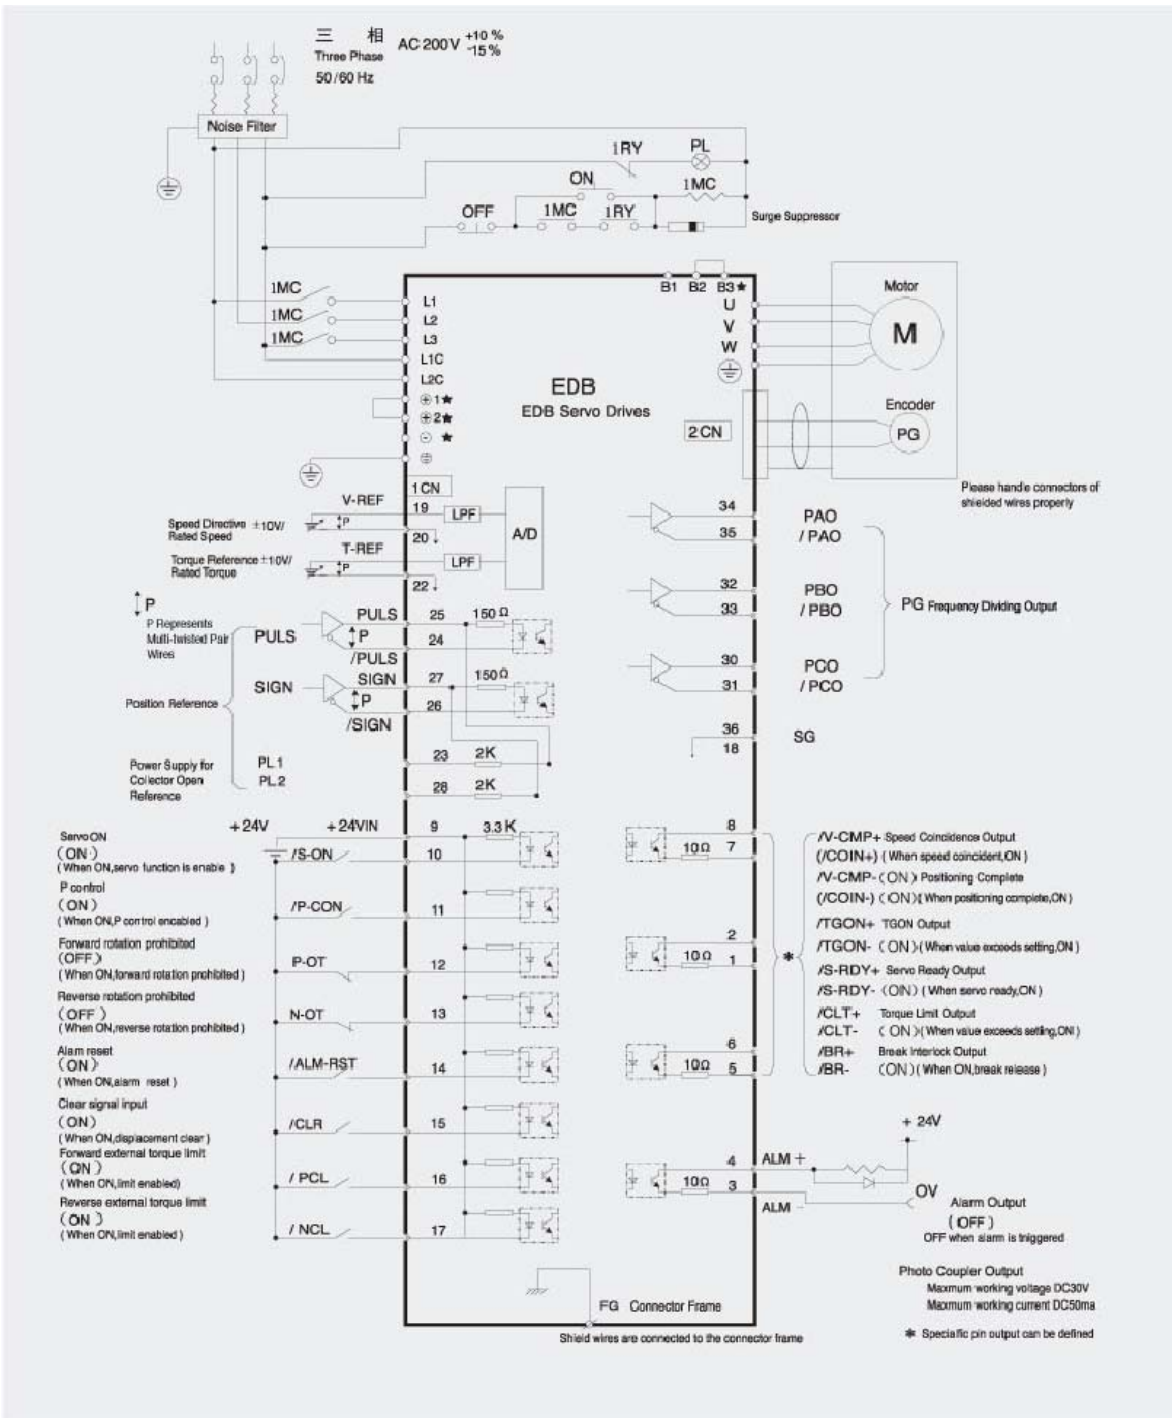 三 相 AC 200V +10 % -15 %
Three Phase
50/60 Hz
Noise Filter
1RY PL
ON 1MC
OFF 1MC 1RY
Surge Suppressor
B1 B2 B3★
1MC L1
1MC L2
1MC L3
L1C
L2C
⊕1★
⊕2★
⊖ ★
U
V
W
Motor
M
EDB
EDB Servo Drives
2CN
Encoder
PG
Please handle connectors of
shielded wires properly
1CN
V-REF 19 LPF
Speed Directive ±10V/
Rated Speed
P
20
A/D
T-REF LPF
Torque Reference ±10V/
Rated Torque
P
22
P
P Represents
Multi-twisted Pair
Wires
PULS
PULS 25 150Ω
P 24
/PULS
SIGN
SIGN 27 150Ω
P 26
/SIGN
Position Reference
23 2K
28 2K
Power Supply for
Collector Open
Reference
PL1
PL2
34 PAO
35 /PAO
32 PBO
33 /PBO
30 PCO
31 /PCO
PG Frequency Dividing Output
36
18
SG
+24V +24VIN 9 3.3K
Servo ON
(ON)
(When ON,servo function is enable )
/S-ON 10
P control
(ON)
(When ON,P control encabled )
/P-CON 11
Forward rotation prohibited
(OFF)
(When ON,forward rotation prohibited )
P-OT 12
Reverse rotation prohibited
(OFF )
(When ON,reverse rotation prohibited )
N-OT 13
Alam reset
(ON)
(When ON,alarm reset )
/ALM-RST 14
Clear signal input
(ON)
(When ON,displacement clear)
/CLR 15
Forward external torque limit
(ON)
(When ON,limit enabled)
/ PCL 16
Reverse external torque limit
(ON )
(When ON,limit enabled )
/ NCL 17
8
10Ω 7
2
10Ω 1
6
10Ω 5
*
/V-CMP+ Speed Coincidence Output
(/COIN+) (When speed coincident,ON )
/V-CMP- (ON) Positioning Complete
(/COIN-) (ON)( When positioning complete,ON )
/TGON+ TGON Output
/TGON- (ON)(When value exceeds setting,ON )
/S-RDY+ Servo Ready Output
/S-RDY- (ON) ( When servo ready,ON )
/CLT+ Torque Limit Output
/CLT- (ON)(When value exceeds setting,ON)
/BR+ Break Interlock Output
/BR- (ON)( When ON,break release )
+ 24V
4 ALM +
10Ω 3
ALM -
OV
Alarm Output
(OFF)
OFF when alarm is triggered
Photo Coupler Output
Maxmum working voltage DC30V
Maxmum working current DC50ma
* Specialfic pin output can be defined
FG Connector Frame
Shield wires are connected to the connector frame